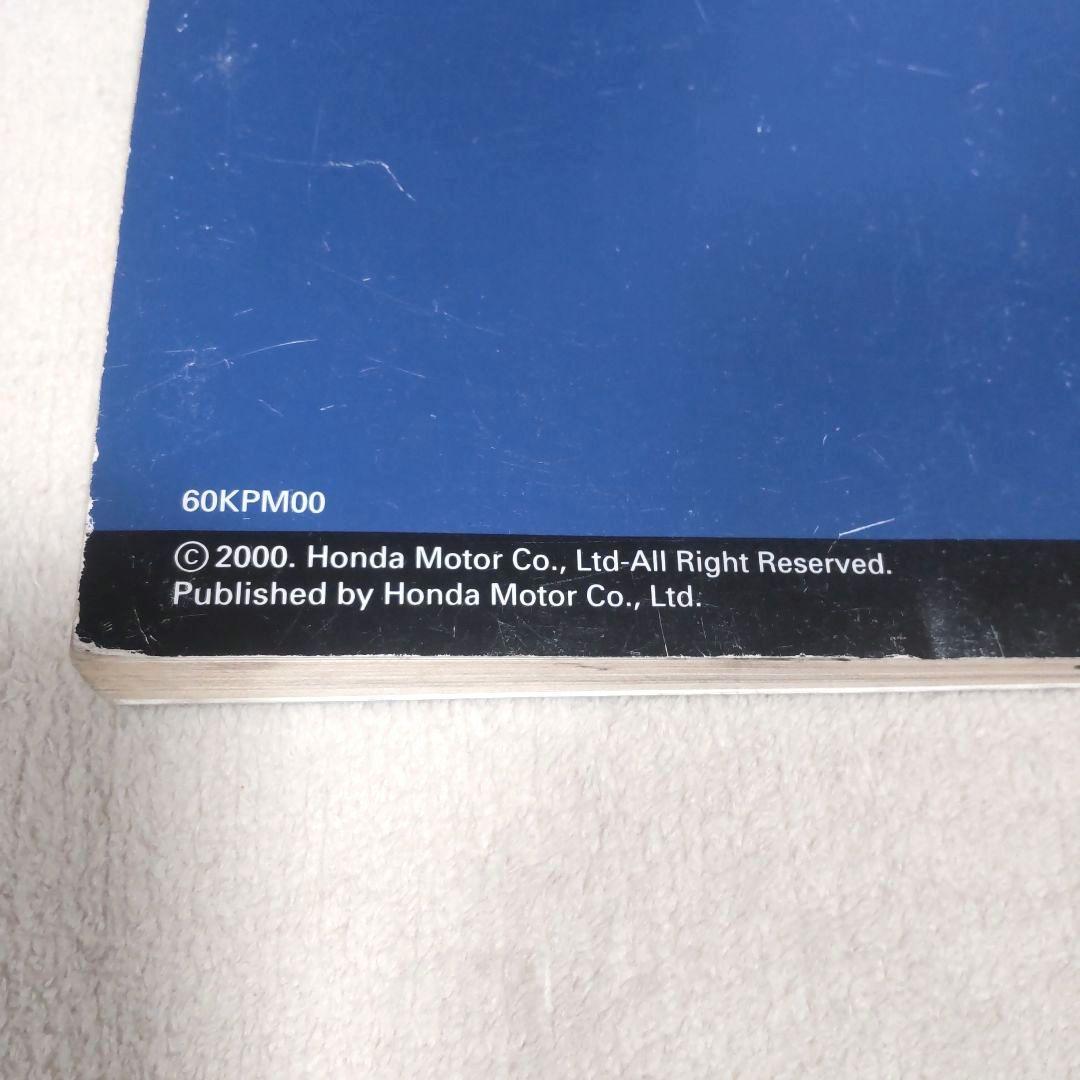 60KPM00
© 2000. Honda Motor Co., Ltd-All Right Reserved.
Published by Honda Motor Co., Ltd.